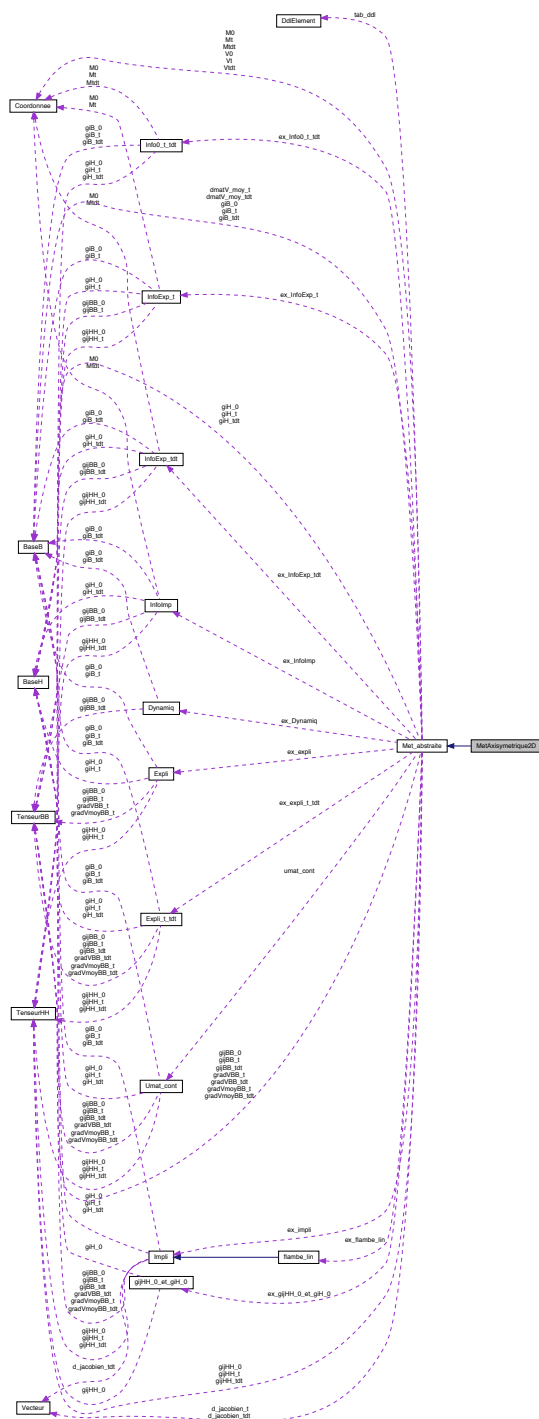 DdlElement
tab_ddl
M0
Mt
Mtdt
V0
Vt
Vtdt
M0
Mt
Mtdt
M0
Mt
Coordonnee
giB_0
giB_t
giB_tdt
Info0_t_tdt
ex_Info0_t_tdt
giH_0
giH_t
giH_tdt
dmatV_moy_t
dmatV_moy_tdt
giB_0
giB_t
giB_tdt
M0
Mtdt
giB_0
giB_t
giH_0
giH_t
InfoExp_t
ex_InfoExp_t
gijBB_0
gijBB_t
gijHH_0
gijHH_t
M0
Mtdt
giH_0
giH_t
giH_tdt
giB_0
giB_tdt
giH_0
giH_tdt
InfoExp_tdt
gijBB_0
gijBB_tdt
gijHH_0
gijHH_tdt
ex_InfoExp_tdt
BaseB
giB_0
giB_tdt
giH_0
giH_tdt
InfoImp
gijBB_0
gijBB_tdt
gijHH_0
gijHH_tdt
ex_InfoImp
BaseH
giB_0
giB_t
gijBB_0
gijBB_tdt
Dynamiq
ex_Dynamiq
giB_0
giB_t
giB_tdt
Met_abstraite
MetAxisymetrique2D
ex_expli
giH_0
giH_t
Expli
gijBB_0
gijBB_t
gradVBB_t
gradVmoyBB_t
ex_expli_t_tdt
TenseurBB
gijHH_0
gijHH_t
giB_0
giB_t
giB_tdt
umat_cont
giH_0
giH_t
giH_tdt
Expli_t_tdt
gijBB_0
gijBB_t
gijBB_tdt
gradVBB_tdt
gradVmoyBB_t
gradVmoyBB_tdt
gijHH_0
gijHH_t
gijHH_tdt
TenseurHH
giB_0
giB_t
giB_tdt
gijBB_0
gijBB_t
gijBB_tdt
gradVBB_t
gradVBB_tdt
gradVmoyBB_t
gradVmoyBB_tdt
giH_0
giH_t
giH_tdt
Umat_cont
gijBB_0
gijBB_t
gijBB_tdt
gradVBB_tdt
gradVmoyBB_t
gradVmoyBB_tdt
gijHH_0
gijHH_t
gijHH_tdt
giH_0
giH_t
giH_tdt
ex_impli
ex_flambe_lin
giH_0
Impli
flambe_lin
gijHH_0_et_giH_0
ex_gijHH_0_et_giH_0
gijBB_0
gijBB_t
gijBB_tdt
gradVBB_tdt
gradVmoyBB_t
gradVmoyBB_tdt
gijHH_0
gijHH_t
gijHH_tdt
d_jacobien_tdt
gijHH_0
gijHH_0
gijHH_t
gijHH_tdt
Vecteur
d_jacobien_t
d_jacobien_tdt